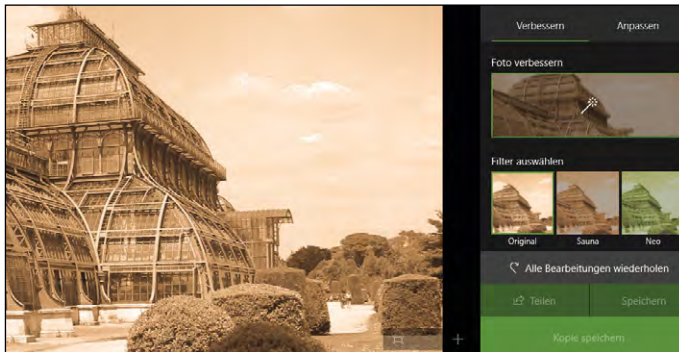 Verbessern Anpassen
Foto verbessern
Filter auswählen
Original Sauna Neo
Alle Bearbeitungen wiederholen
Teilen Speichern
Kopie speichern